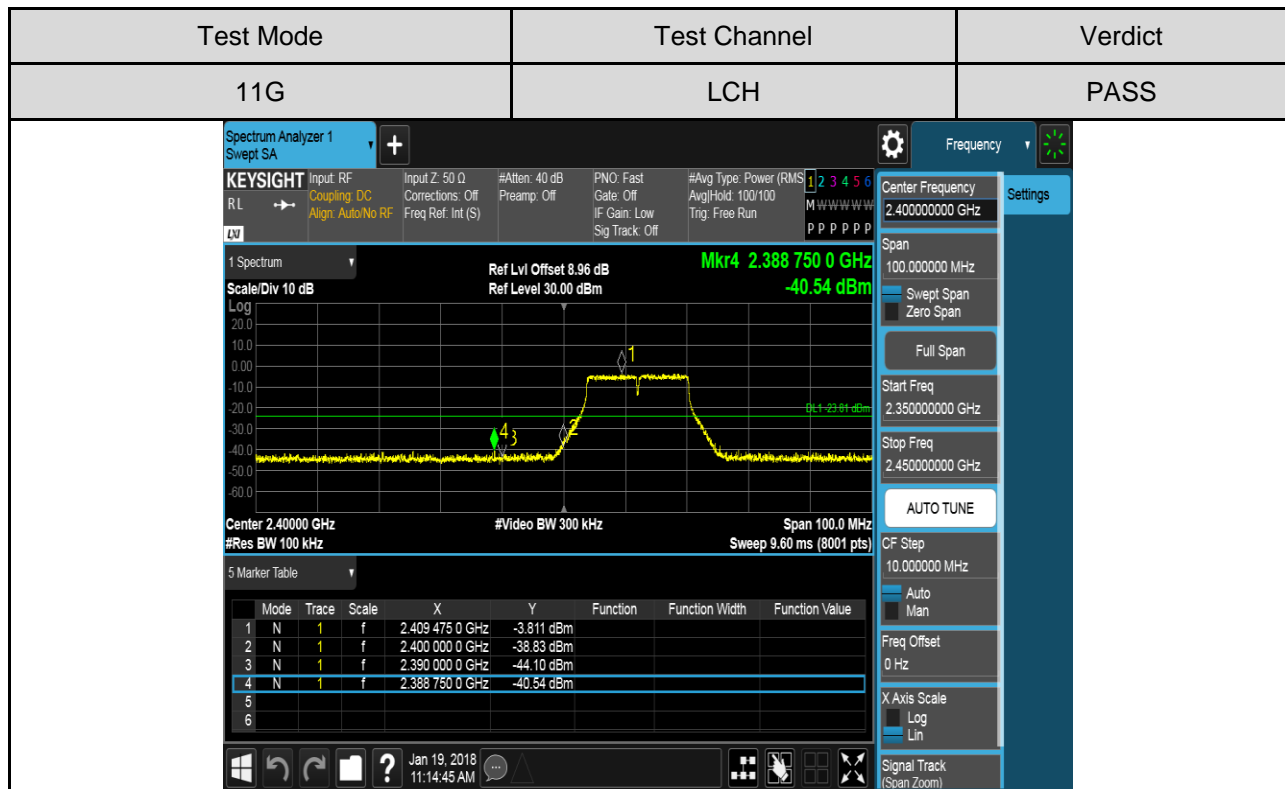 Test Mode Test Channel Verdict
11G LCH PASS
Spectrum Analyzer 1
Swept SA
+
Frequency
KEYSIGHT Input: RF Input Z: 50 Ω #Atten: 40 dB PNO: Fast #Avg Type: Power (RMS 1 2 3 4 5 6
RL Coupling: DC Corrections: Off Preamp: Off Gate: Off Avg|Hold: 100/100 M W W W W W
Align: Auto/No RF Freq Ref: Int (S) IF Gain: Low Trig: Free Run
LXI Sig Track: Off P P P P P P
1 Spectrum
Ref Lvl Offset 8.96 dB Mkr4 2.388 750 0 GHz
Scale/Div 10 dB Ref Level 30.00 dBm -40.54 dBm
Log
20.0
10.0
0.00
-10.0
-20.0
-30.0
-40.0
-50.0
-60.0
1
DL1 -23.81 dBm
4 3 2
Center 2.40000 GHz #Video BW 300 kHz Span 100.0 MHz
#Res BW 100 kHz Sweep 9.60 ms (8001 pts)
5 Marker Table
Mode Trace Scale X Y Function Function Width Function Value
1 N 1 f 2.409 475 0 GHz -3.811 dBm
2 N 1 f 2.400 000 0 GHz -38.83 dBm
3 N 1 f 2.390 000 0 GHz -44.10 dBm
4 N 1 f 2.388 750 0 GHz -40.54 dBm
5
6
?
Jan 19, 2018
11:14:45 AM
Center Frequency
2.400000000 GHz
Settings
Span
100.000000 MHz
Swept Span
Zero Span
Full Span
Start Freq
2.350000000 GHz
Stop Freq
2.450000000 GHz
AUTO TUNE
CF Step
10.000000 MHz
Auto
Man
Freq Offset
0 Hz
X Axis Scale
Log
Lin
Signal Track
(Span Zoom)